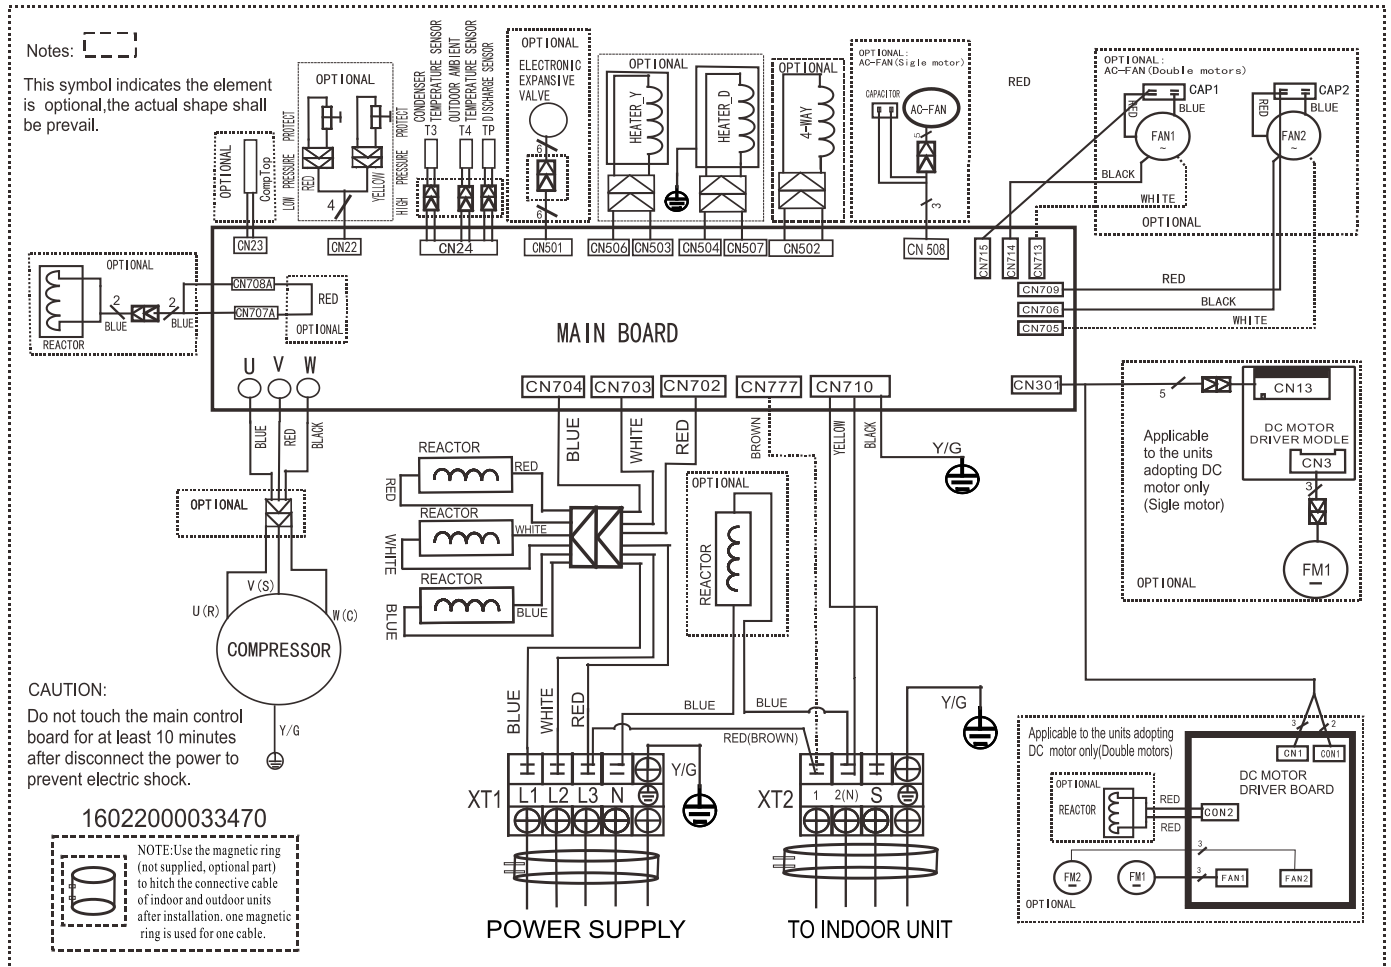 Notes:
This symbol indicates the element
is optional,the actual shape shall
be prevail.
OPTIONAL
CompTop
CN23
OPTIONAL
LOW PRESSURE PROTECT
RED
YELLOW
HIGH PRESSURE PROTECT
4
CN22
CONDENSER
TEMPERATURE SENSOR
T3
OUTDOOR AMBIENT
TEMPERATURE SENSOR
T4
DISCHARGE SENSOR
TP
CN24
OPTIONAL
ELECTRONIC
EXPANSIVE
VALVE
6
6
CN501
OPTIONAL
HEATER_Y
HEATER_D
CN506
CN503
CN504
CN507
OPTIONAL
4-WAY
CN502
OPTIONAL:
AC-FAN(Sigle motor)
CAPACITOR
AC-FAN
5
3
CN 508
RED
OPTIONAL:
AC-FAN(Double motors)
CAP1
RED
BLUE
FAN1
~
CAP2
RED
BLUE
FAN2
~
BLACK
WHITE
OPTIONAL
CN715
CN714
CN713
CN709
RED
CN706
BLACK
CN705
WHITE
OPTIONAL
2
2
BLUE
BLUE
REACTOR
CN708A
CN707A
RED
OPTIONAL
MAIN BOARD
U
V
W
CN704
CN703
CN702
CN777
CN710
CN301
BLUE
RED
BLACK
BLUE
WHITE
RED
BROWN
YELLOW
BLACK
Y/G
5
CN13
DC MOTOR
DRIVER MODLE
CN3
3
Applicable
to the units
adopting DC
motor only
(Sigle motor)
FM1
OPTIONAL
OPTIONAL
V(S)
U(R)
W(C)
COMPRESSOR
Y/G
REACTOR
RED
RED
REACTOR
WHITE
WHITE
REACTOR
BLUE
BLUE
OPTIONAL
REACTOR
BLUE
WHITE
RED
BLUE
BLUE
RED(BROWN)
Y/G
Y/G
XT1
L1
L2
L3
N
XT2
1
2(N)
S
POWER SUPPLY
TO INDOOR UNIT
CAUTION:
Do not touch the main control
board for at least 10 minutes
after disconnect the power to
prevent electric shock.
16022000033470
NOTE:Use the magnetic ring
(not supplied, optional part)
to hitch the connective cable
of indoor and outdoor units
after installation. one magnetic
ring is used for one cable.
Applicable to the units adopting
DC motor only(Double motors)
3
2
CN1
CON1
DC MOTOR
DRIVER BOARD
OPTIONAL
REACTOR
RED
RED
CON2
3
FM2
FM1
3
FAN1
FAN2
OPTIONAL